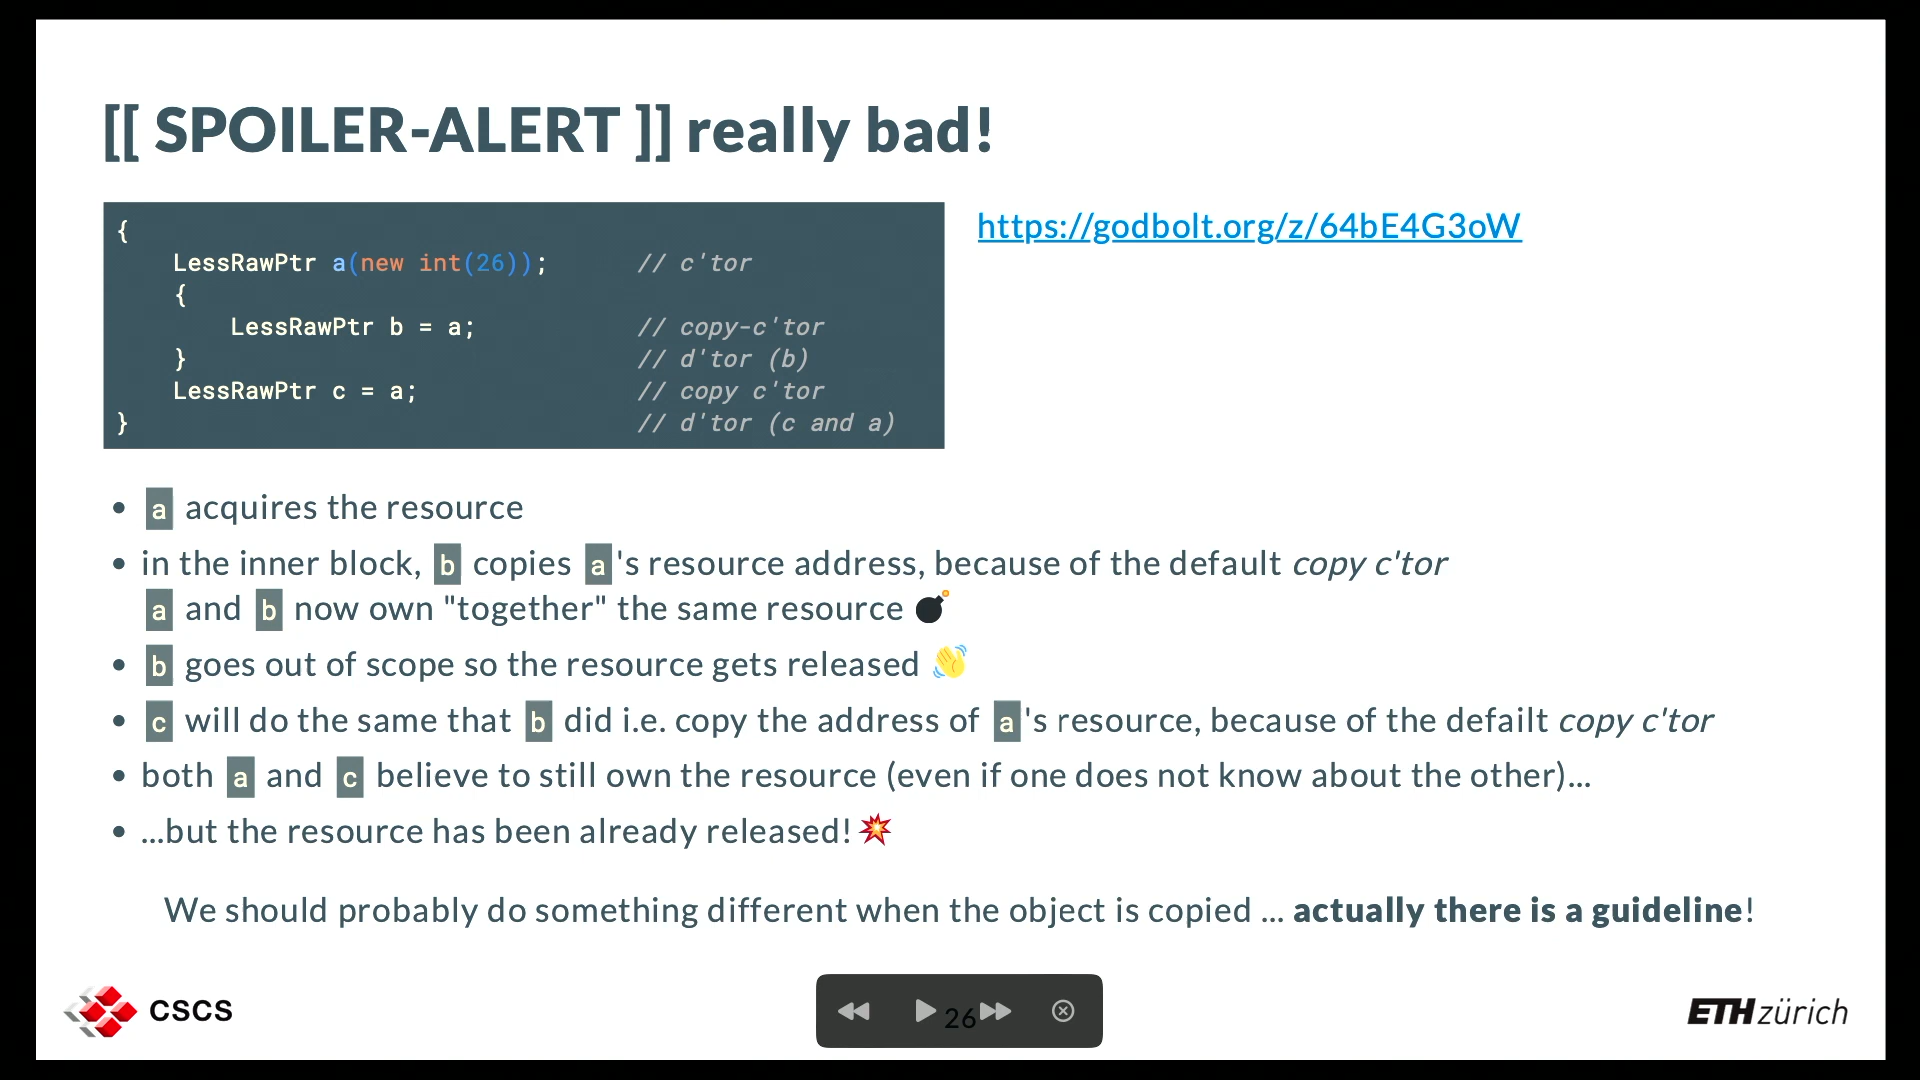 [[ SPOILER-ALERT ]] really bad!
{
    LessRawPtr a(new int(26));      // c'tor
    {
        LessRawPtr b = a;           // copy-c'tor
    }                               // d'tor (b)
    LessRawPtr c = a;               // copy c'tor
}                                   // d'tor (c and a)
https://godbolt.org/z/64bE4G3oW
• a acquires the resource
• in the inner block, b copies a's resource address, because of the default copy c'tor
a and b now own "together" the same resource 💣
• b goes out of scope so the resource gets released 👋
• c will do the same that b did i.e. copy the address of a's resource, because of the defailt copy c'tor
• both a and c believe to still own the resource (even if one does not know about the other)...
• ...but the resource has been already released! 💥
We should probably do something different when the object is copied ... actually there is a guideline!
CSCS
26
ETH zürich